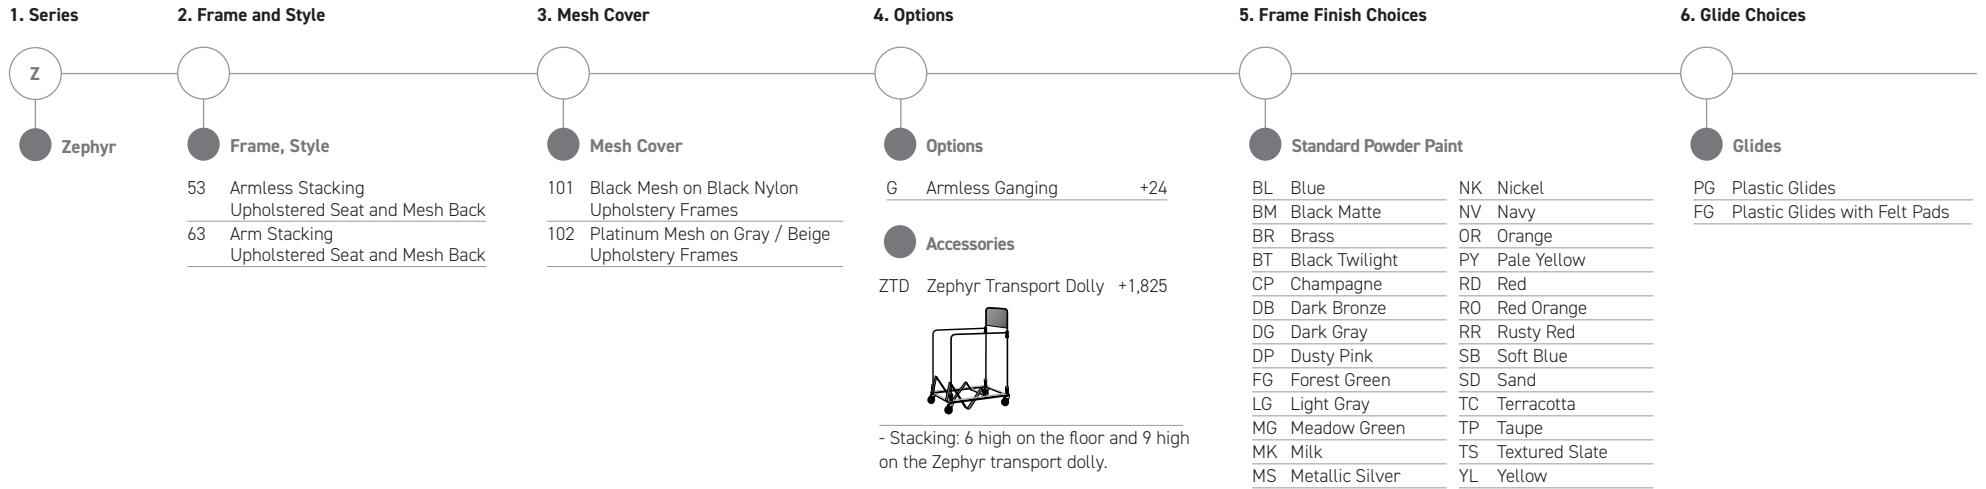 1. Series
Z
Zephyr
2. Frame and Style
Frame, Style
53 Armless Stacking
Upholstered Seat and Mesh Back
63 Arm Stacking
Upholstered Seat and Mesh Back
3. Mesh Cover
Mesh Cover
101 Black Mesh on Black Nylon
Upholstery Frames
102 Platinum Mesh on Gray / Beige
Upholstery Frames
4. Options
Options
G Armless Ganging +24
Accessories
ZTD Zephyr Transport Dolly +1,825
- Stacking: 6 high on the floor and 9 high
on the Zephyr transport dolly.
5. Frame Finish Choices
Standard Powder Paint
BL Blue
BM Black Matte
BR Brass
BT Black Twilight
CP Champagne
DB Dark Bronze
DG Dark Gray
DP Dusty Pink
FG Forest Green
LG Light Gray
MG Meadow Green
MK Milk
MS Metallic Silver
NK Nickel
NV Navy
OR Orange
PY Pale Yellow
RD Red
RO Red Orange
RR Rusty Red
SB Soft Blue
SD Sand
TC Terracotta
TP Taupe
TS Textured Slate
YL Yellow
6. Glide Choices
Glides
PG Plastic Glides
FG Plastic Glides with Felt Pads